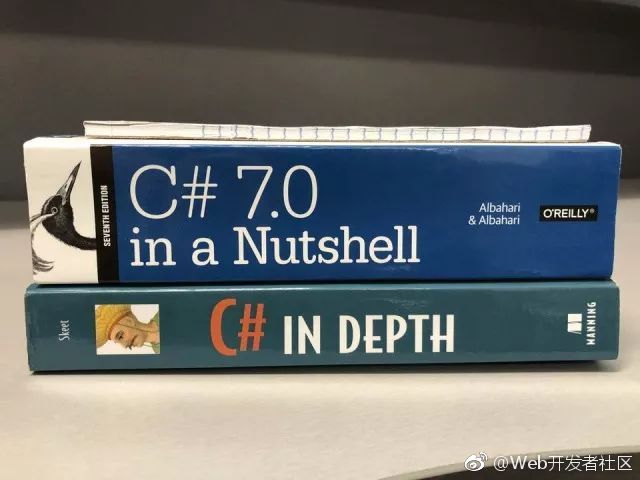 SEVENTH EDITION
C# 7.0
in a Nutshell
Albahari
& Albahari
O'REILLY®
Skeet
C# IN DEPTH
MANNING
@Web开发者社区